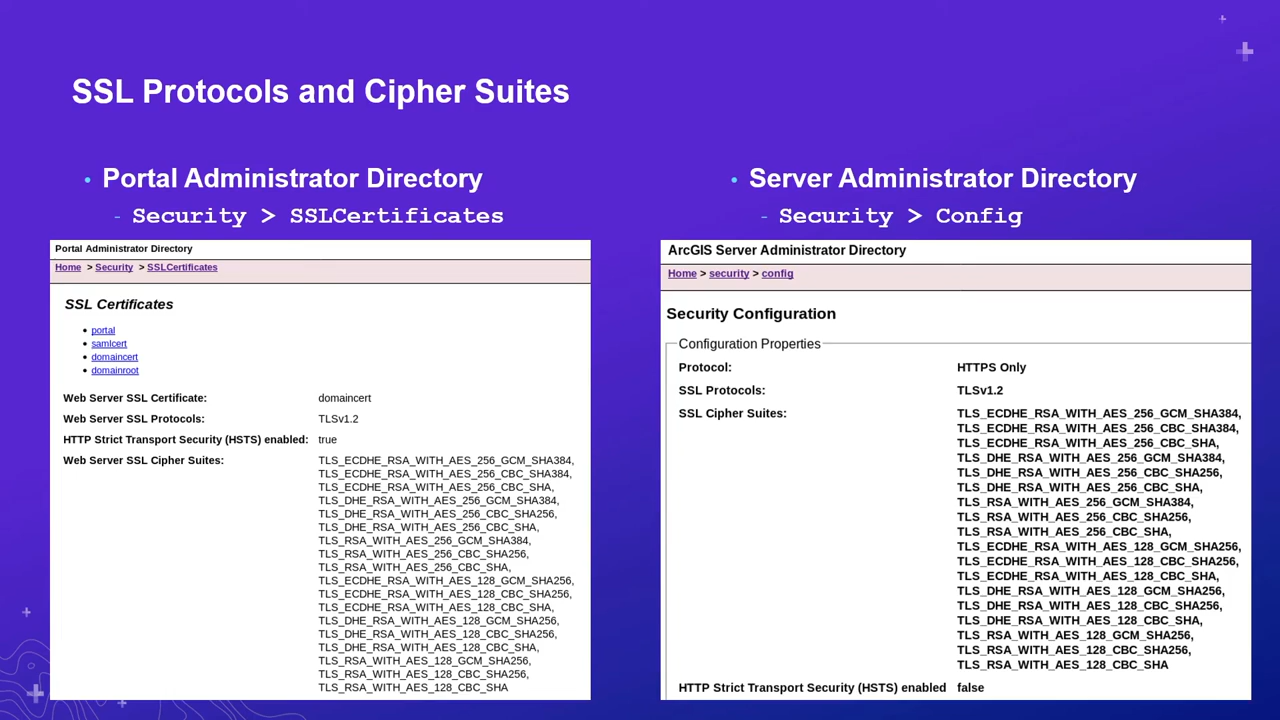 SSL Protocols and Cipher Suites
• Portal Administrator Directory
- Security > SSLCertificates
Portal Administrator Directory
Home > Security > SSLCertificates
SSL Certificates
• portal
• samlcert
• domaincert
• domainroot
Web Server SSL Certificate: domaincert
Web Server SSL Protocols: TLSv1.2
HTTP Strict Transport Security (HSTS) enabled: true
Web Server SSL Cipher Suites: TLS_ECDHE_RSA_WITH_AES_256_GCM_SHA384,
TLS_ECDHE_RSA_WITH_AES_256_CBC_SHA384,
TLS_ECDHE_RSA_WITH_AES_256_CBC_SHA,
TLS_DHE_RSA_WITH_AES_256_GCM_SHA384,
TLS_DHE_RSA_WITH_AES_256_CBC_SHA256,
TLS_DHE_RSA_WITH_AES_256_CBC_SHA,
TLS_RSA_WITH_AES_256_GCM_SHA384,
TLS_RSA_WITH_AES_256_CBC_SHA256,
TLS_RSA_WITH_AES_256_CBC_SHA,
TLS_ECDHE_RSA_WITH_AES_128_GCM_SHA256,
TLS_ECDHE_RSA_WITH_AES_128_CBC_SHA256,
TLS_ECDHE_RSA_WITH_AES_128_CBC_SHA,
TLS_DHE_RSA_WITH_AES_128_GCM_SHA256,
TLS_DHE_RSA_WITH_AES_128_CBC_SHA256,
TLS_DHE_RSA_WITH_AES_128_CBC_SHA,
TLS_RSA_WITH_AES_128_GCM_SHA256,
TLS_RSA_WITH_AES_128_CBC_SHA256,
TLS_RSA_WITH_AES_128_CBC_SHA
• Server Administrator Directory
- Security > Config
ArcGIS Server Administrator Directory
Home > security > config
Security Configuration
Configuration Properties
Protocol: HTTPS Only
SSL Protocols: TLSv1.2
SSL Cipher Suites: TLS_ECDHE_RSA_WITH_AES_256_GCM_SHA384,
TLS_ECDHE_RSA_WITH_AES_256_CBC_SHA384,
TLS_ECDHE_RSA_WITH_AES_256_CBC_SHA,
TLS_DHE_RSA_WITH_AES_256_GCM_SHA384,
TLS_DHE_RSA_WITH_AES_256_CBC_SHA256,
TLS_DHE_RSA_WITH_AES_256_CBC_SHA,
TLS_RSA_WITH_AES_256_GCM_SHA384,
TLS_RSA_WITH_AES_256_CBC_SHA256,
TLS_RSA_WITH_AES_256_CBC_SHA,
TLS_ECDHE_RSA_WITH_AES_128_GCM_SHA256,
TLS_ECDHE_RSA_WITH_AES_128_CBC_SHA256,
TLS_ECDHE_RSA_WITH_AES_128_CBC_SHA,
TLS_DHE_RSA_WITH_AES_128_GCM_SHA256,
TLS_DHE_RSA_WITH_AES_128_CBC_SHA256,
TLS_DHE_RSA_WITH_AES_128_CBC_SHA,
TLS_RSA_WITH_AES_128_GCM_SHA256,
TLS_RSA_WITH_AES_128_CBC_SHA256,
TLS_RSA_WITH_AES_128_CBC_SHA
HTTP Strict Transport Security (HSTS) enabled false